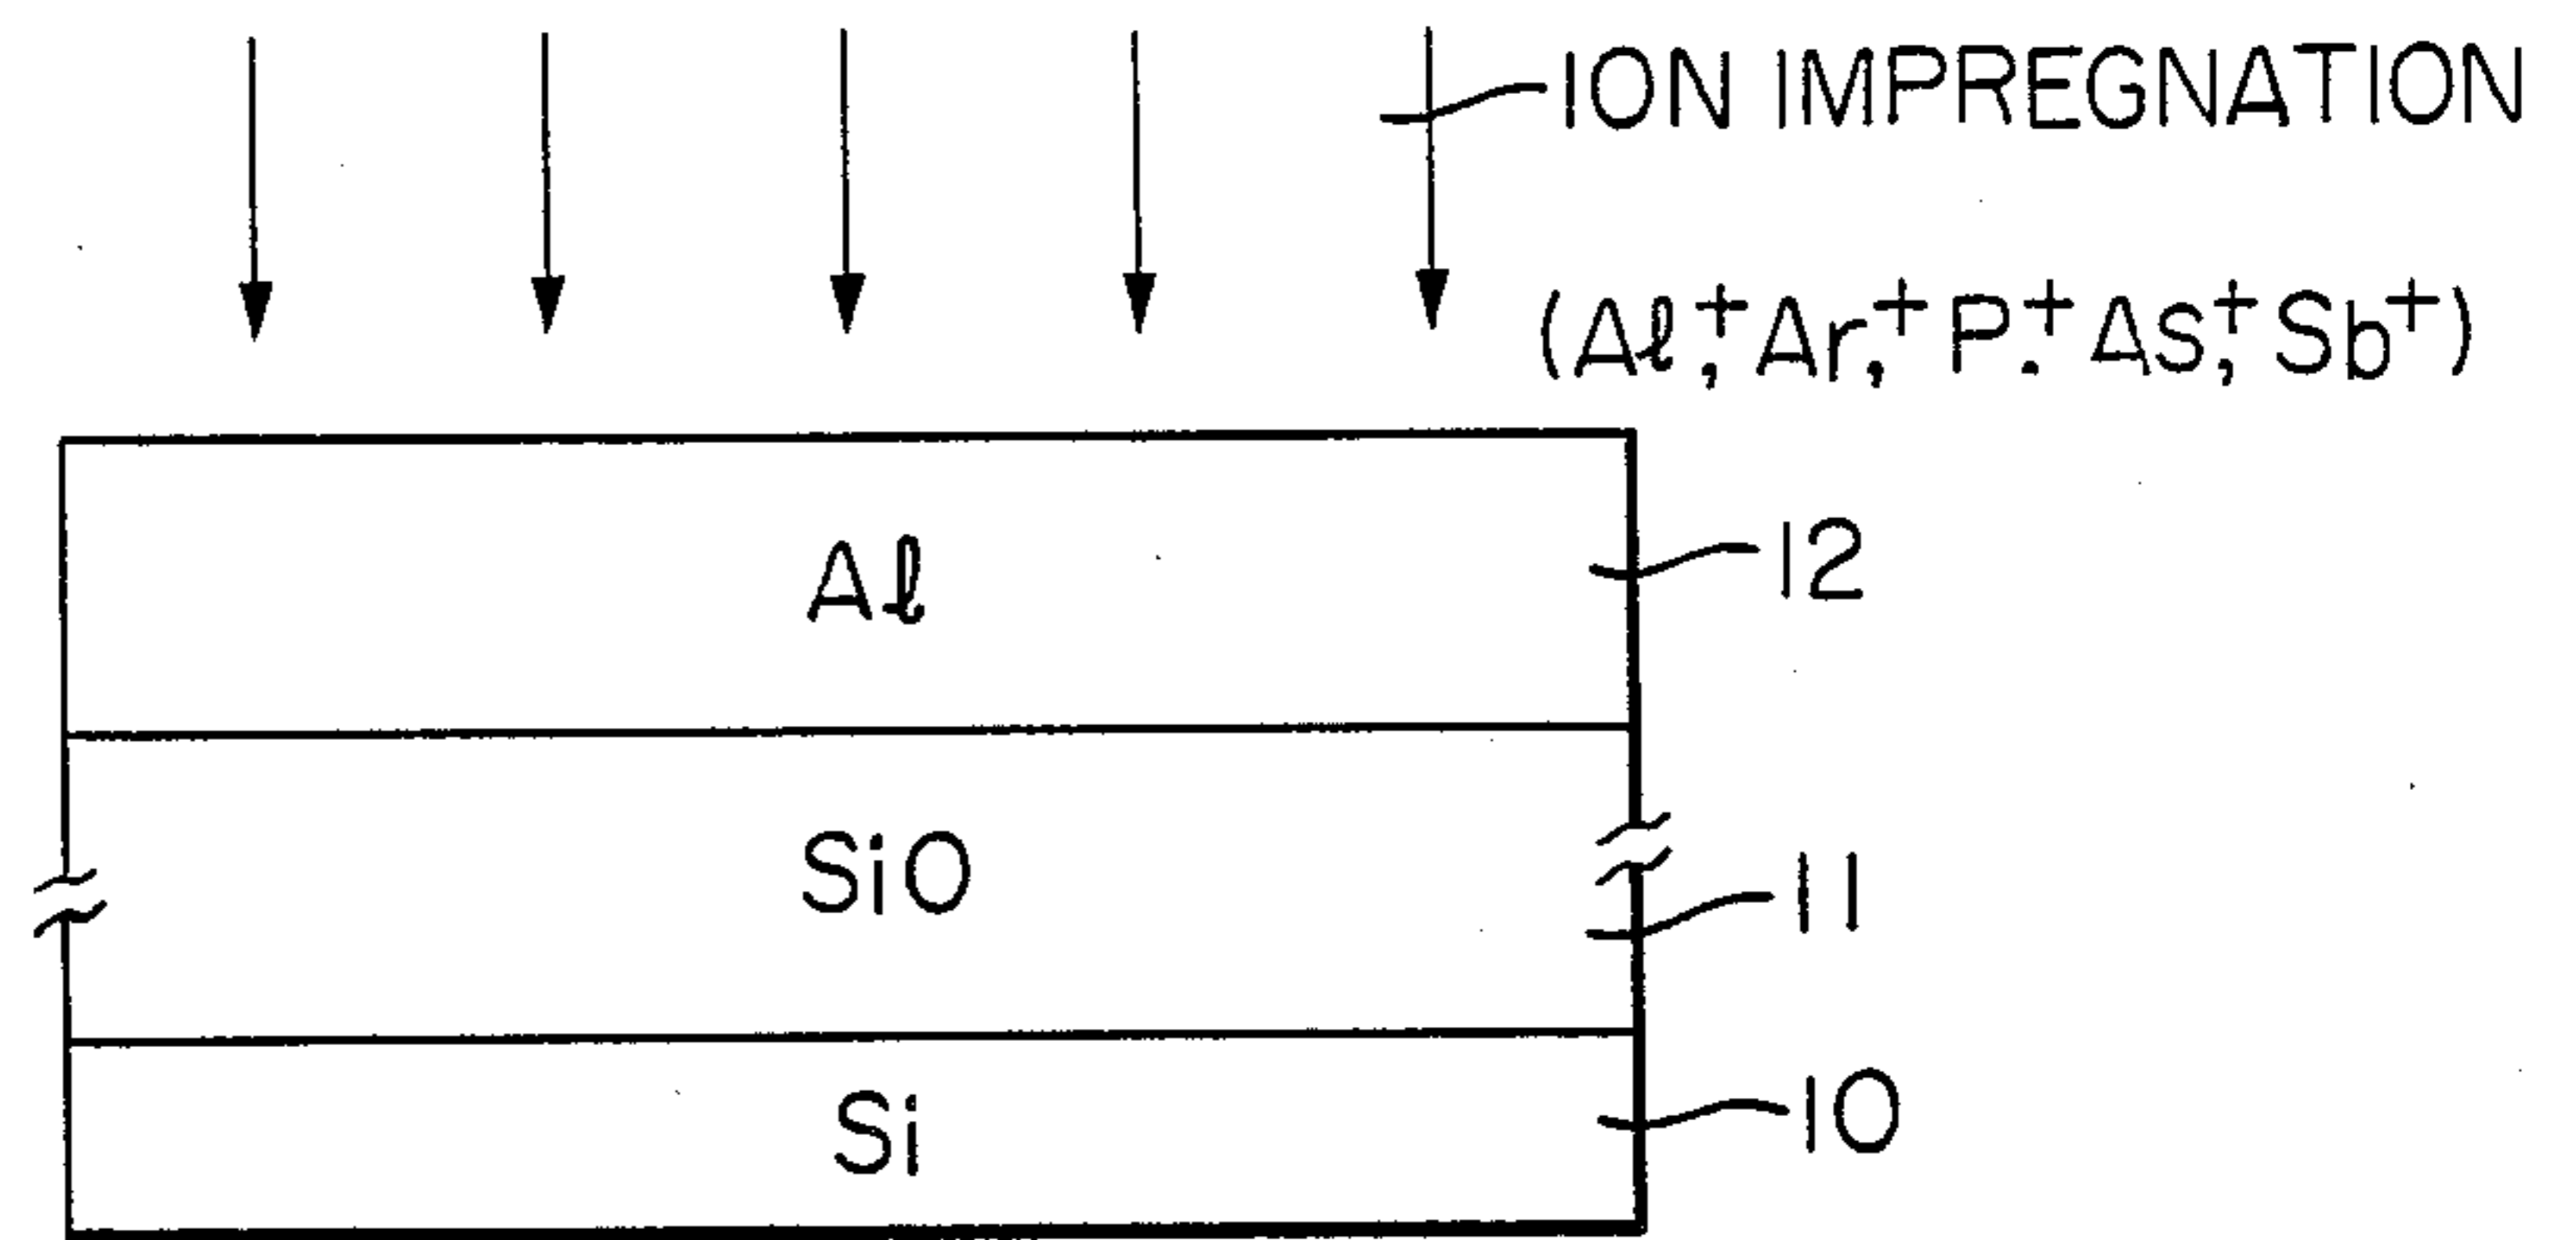 ION IMPREGNATION
(Al⁺, Ar⁺, P⁺. As⁺, Sb⁺)
Al
12
SiO
11
Si
10